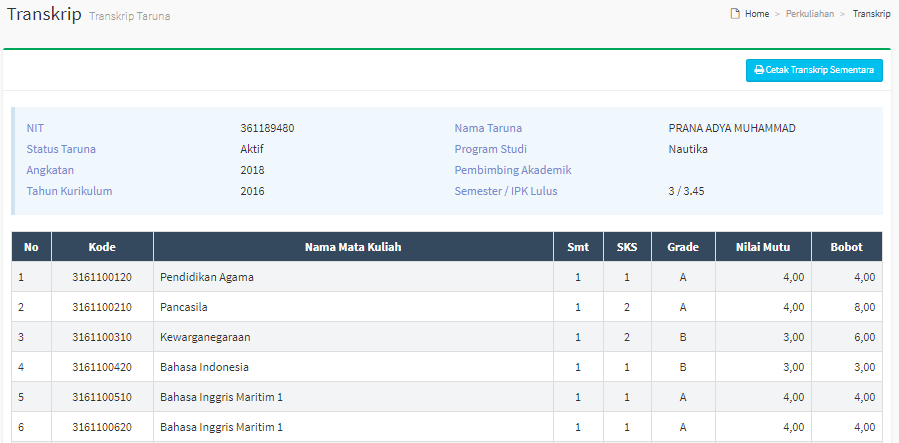 Transkrip Transkrip Taruna Home > Perkuliahan > Transkrip
Cetak Transkrip Sementara
NIT 361189480 Nama Taruna PRANA ADYA MUHAMMAD
Status Taruna Aktif Program Studi Nautika
Angkatan 2018 Pembimbing Akademik
Tahun Kurikulum 2016 Semester / IPK Lulus 3 / 3.45
No Kode Nama Mata Kuliah Smt SKS Grade Nilai Mutu Bobot
1 3161100120 Pendidikan Agama 1 1 A 4,00 4,00
2 3161100210 Pancasila 1 2 A 4,00 8,00
3 3161100310 Kewarganegaraan 1 2 B 3,00 6,00
4 3161100420 Bahasa Indonesia 1 1 B 3,00 3,00
5 3161100510 Bahasa Inggris Maritim 1 1 1 A 4,00 4,00
6 3161100620 Bahasa Inggris Maritim 1 1 1 A 4,00 4,00